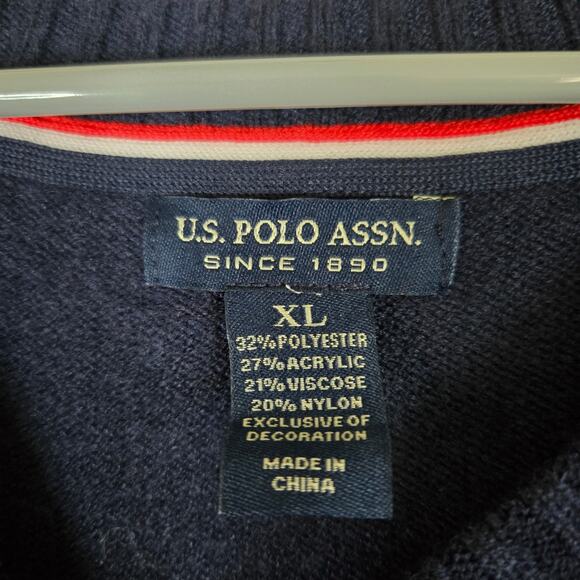 U.S. POLO ASSN.
SINCE 1890
XL
32% POLYESTER
27% ACRYLIC
21% VISCOSE
20% NYLON
EXCLUSIVE OF
DECORATION
MADE IN
CHINA